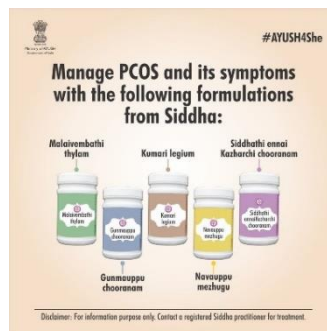 #AYUSH4She
Manage PCOS and its symptoms
with the following formulations
from Siddha:
Malaivembathi
thylam
Kumari legium
Siddhathi ennai
Kazharchi chooranam
Malaivembathi
thylam
Gunmauppu
chooranam
Kumari
legium
Navauppu
mezhugu
Gunmauppu
chooranam
Navauppu
mezhugu
Disclaimer: For information purpose only. Contact a registered Siddha practitioner for treatment.